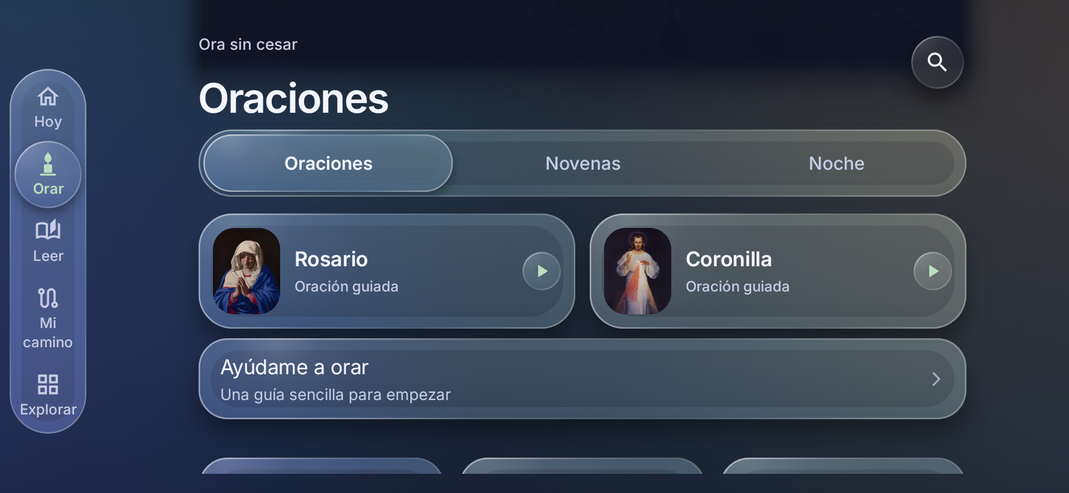 Ora sin cesar
Oraciones
Hoy
Orar
Leer
Mi
camino
Explorar
Oraciones
Novenas
Noche
Rosario
Oración guiada
Coronilla
Oración guiada
Ayúdame a orar
Una guía sencilla para empezar